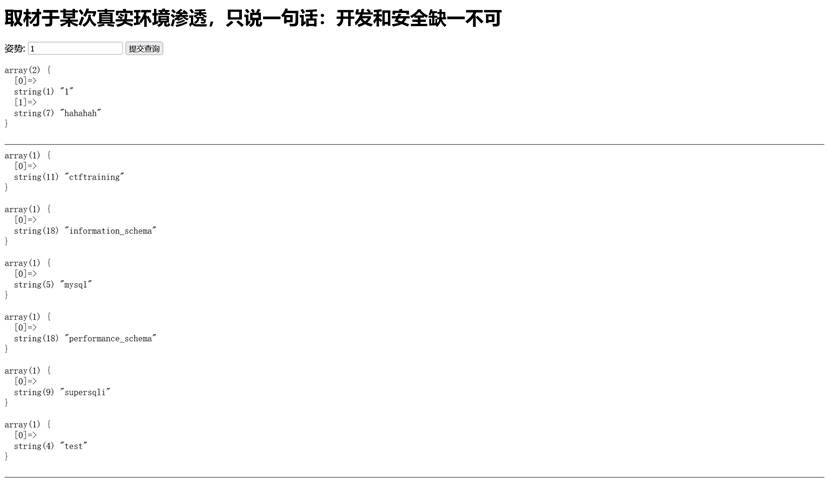 取材于某次真实环境渗透，只说一句话：开发和安全缺一不可
姿势: 1 提交查询
array(2) {
[0]=>
string(1) "1"
[1]=>
string(7) "hahahah"
}
array(1) {
[0]=>
string(11) "ctftraining"
}
array(1) {
[0]=>
string(18) "information_schema"
}
array(1) {
[0]=>
string(5) "mysql"
}
array(1) {
[0]=>
string(18) "performance_schema"
}
array(1) {
[0]=>
string(9) "supersqli"
}
array(1) {
[0]=>
string(4) "test"
}